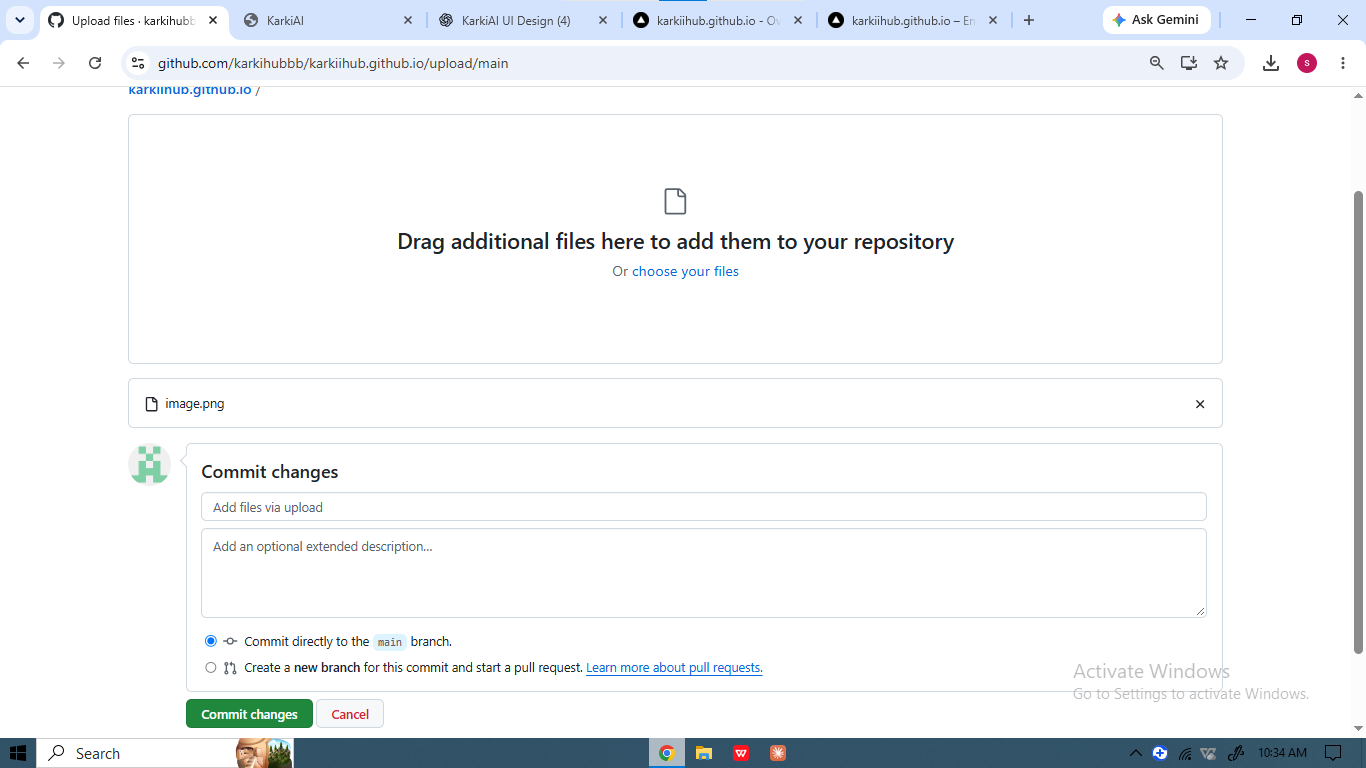 Upload files · karkihubb
KarkiAI
KarkiAI UI Design (4)
karkiihub.github.io - Ov
karkiihub.github.io – En
Ask Gemini
github.com/karkihubbb/karkiihub.github.io/upload/main
s
karkiihub.github.io /
Drag additional files here to add them to your repository
Or choose your files
image.png
Commit changes
Add files via upload
Add an optional extended description...
Commit directly to the main branch.
Create a new branch for this commit and start a pull request. Learn more about pull requests.
Activate Windows
Go to Settings to activate Windows.
Commit changes
Cancel
Search
10:34 AM